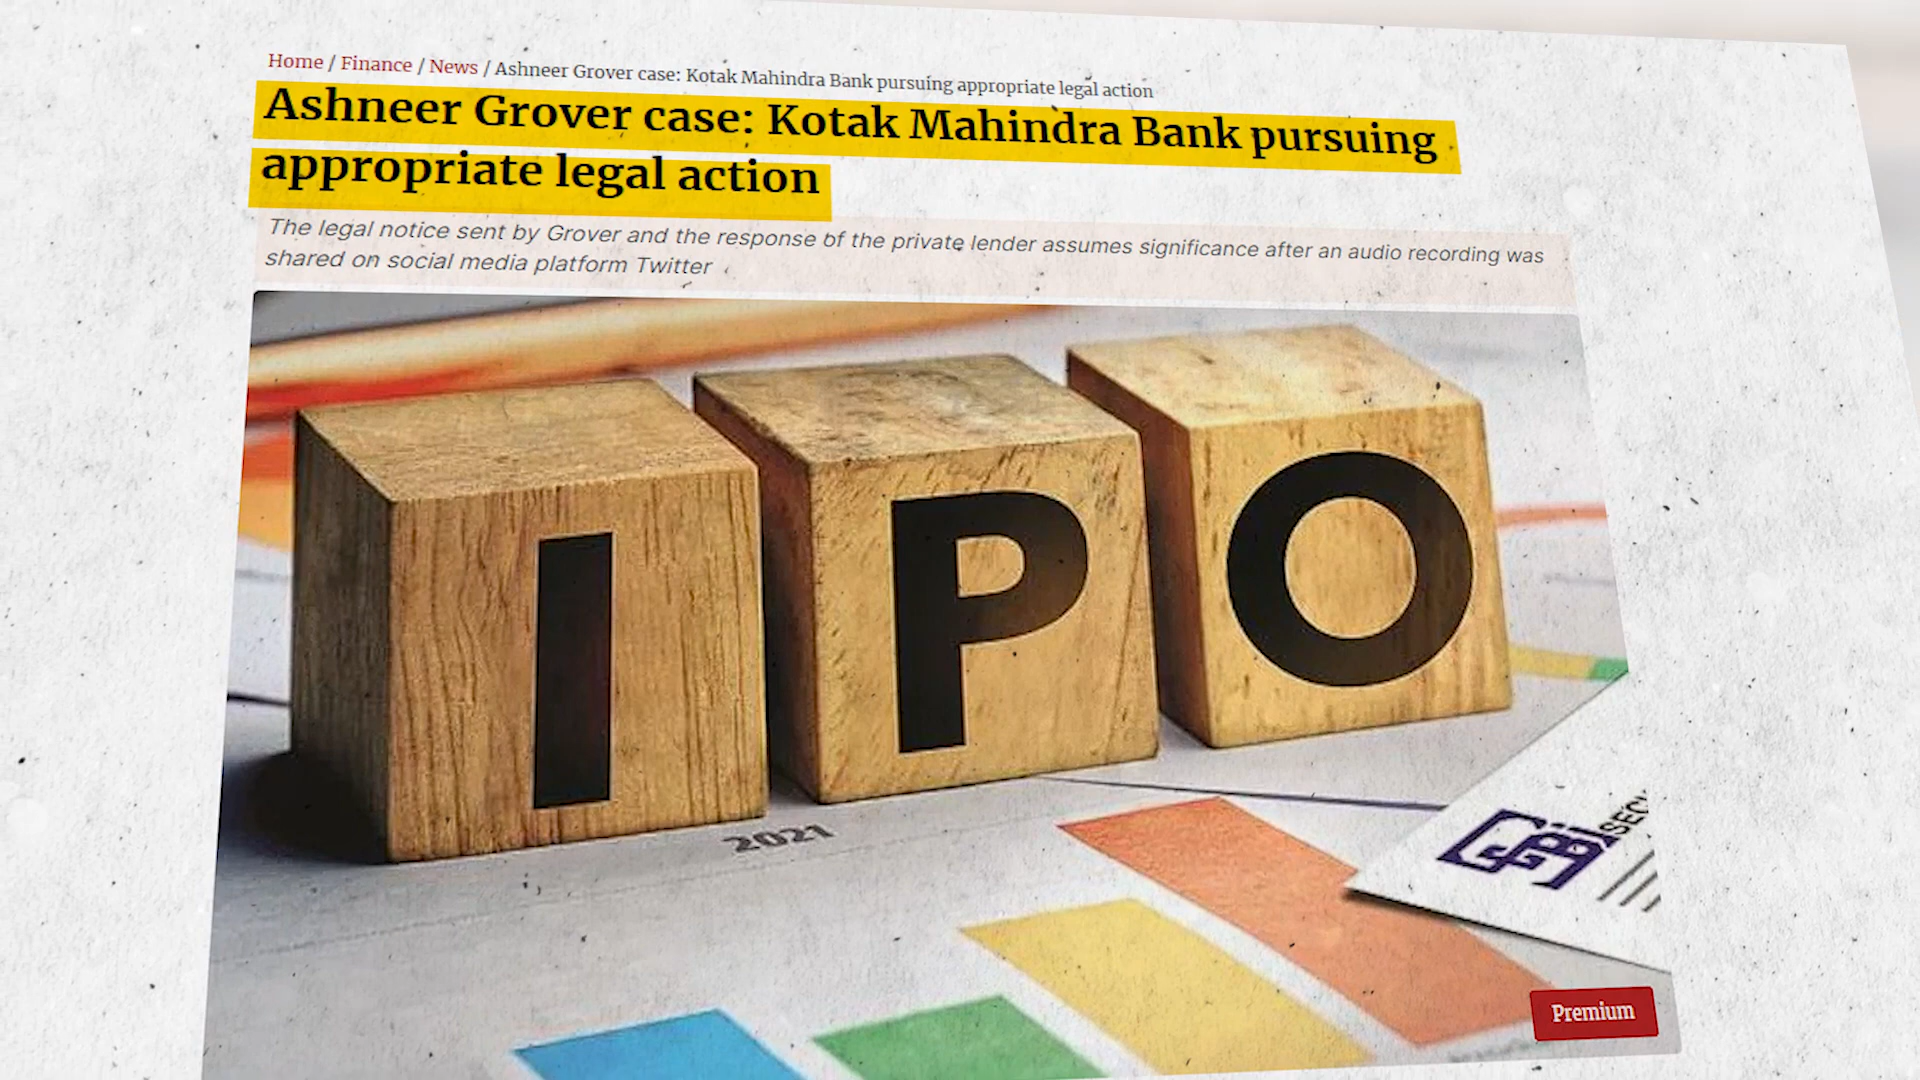 Home / Finance / News / Ashneer Grover case: Kotak Mahindra Bank pursuing appropriate legal action
Ashneer Grover case: Kotak Mahindra Bank pursuing
appropriate legal action
The legal notice sent by Grover and the response of the private lender assumes significance after an audio recording was
shared on social media platform Twitter
I P O
2021
Premium